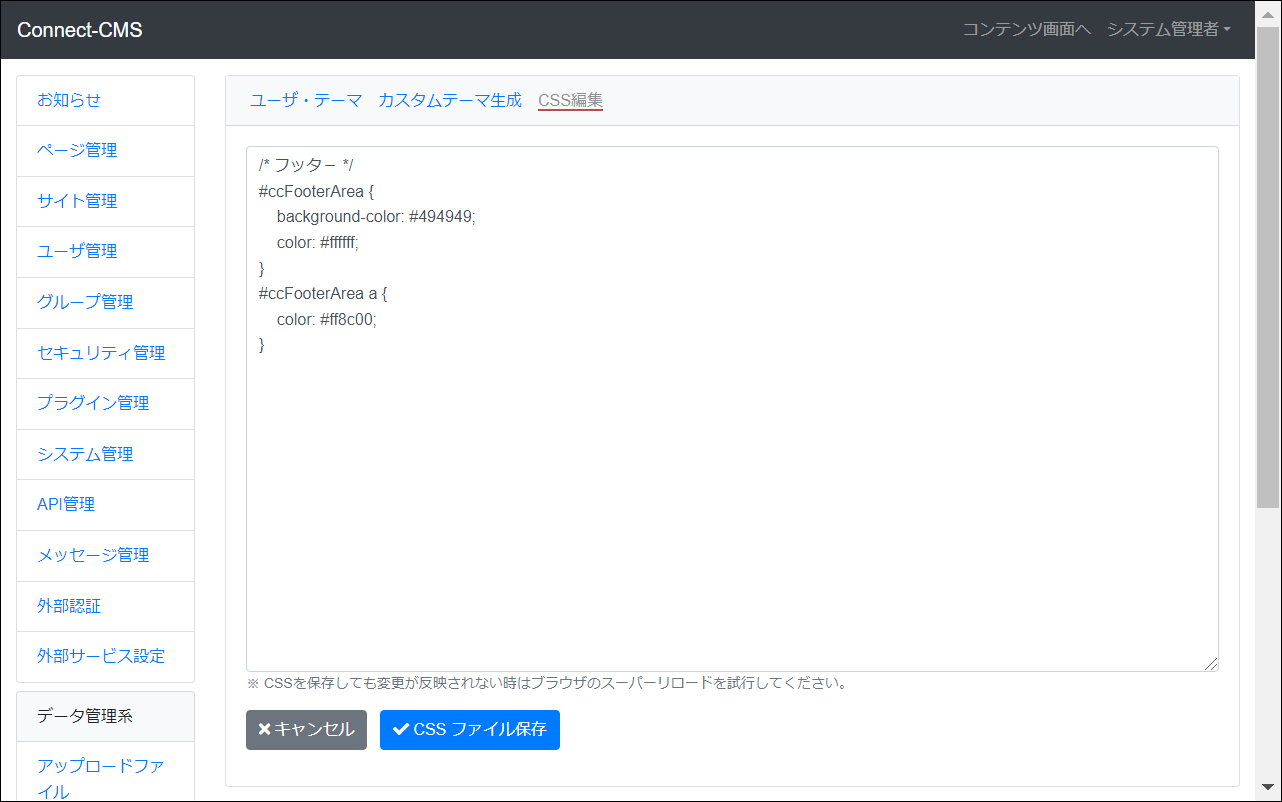 Connect-CMS
コンテンツ画面へ システム管理者
お知らせ
ページ管理
サイト管理
ユーザ管理
グループ管理
セキュリティ管理
プラグイン管理
システム管理
API管理
メッセージ管理
外部認証
外部サービス設定
データ管理系
アップロードファ
イル
ユーザ・テーマ カスタムテーマ生成 CSS編集
/* フッター */
#ccFooterArea {
    background-color: #494949;
    color: #ffffff;
}
#ccFooterArea a {
    color: #ff8c00;
}
※ CSSを保存しても変更が反映されない時はブラウザのスーパーリロードを試行してください。
キャンセル CSS ファイル保存